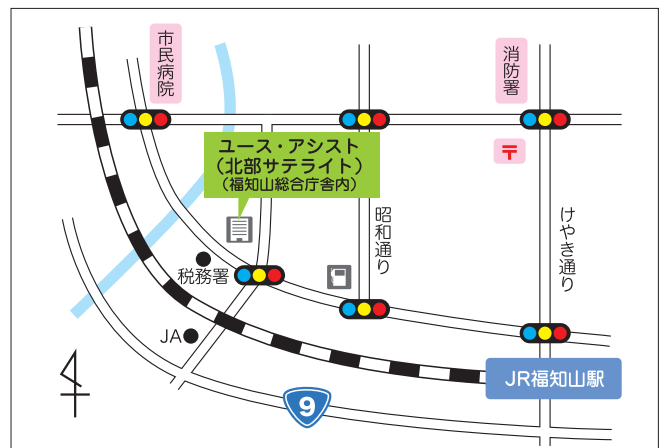 市民病院
消防署
ユース・アシスト
（北部サテライト）
（福知山総合庁舎内）
〒
昭和通り
けやき通り
税務署
JA
JR福知山駅
9